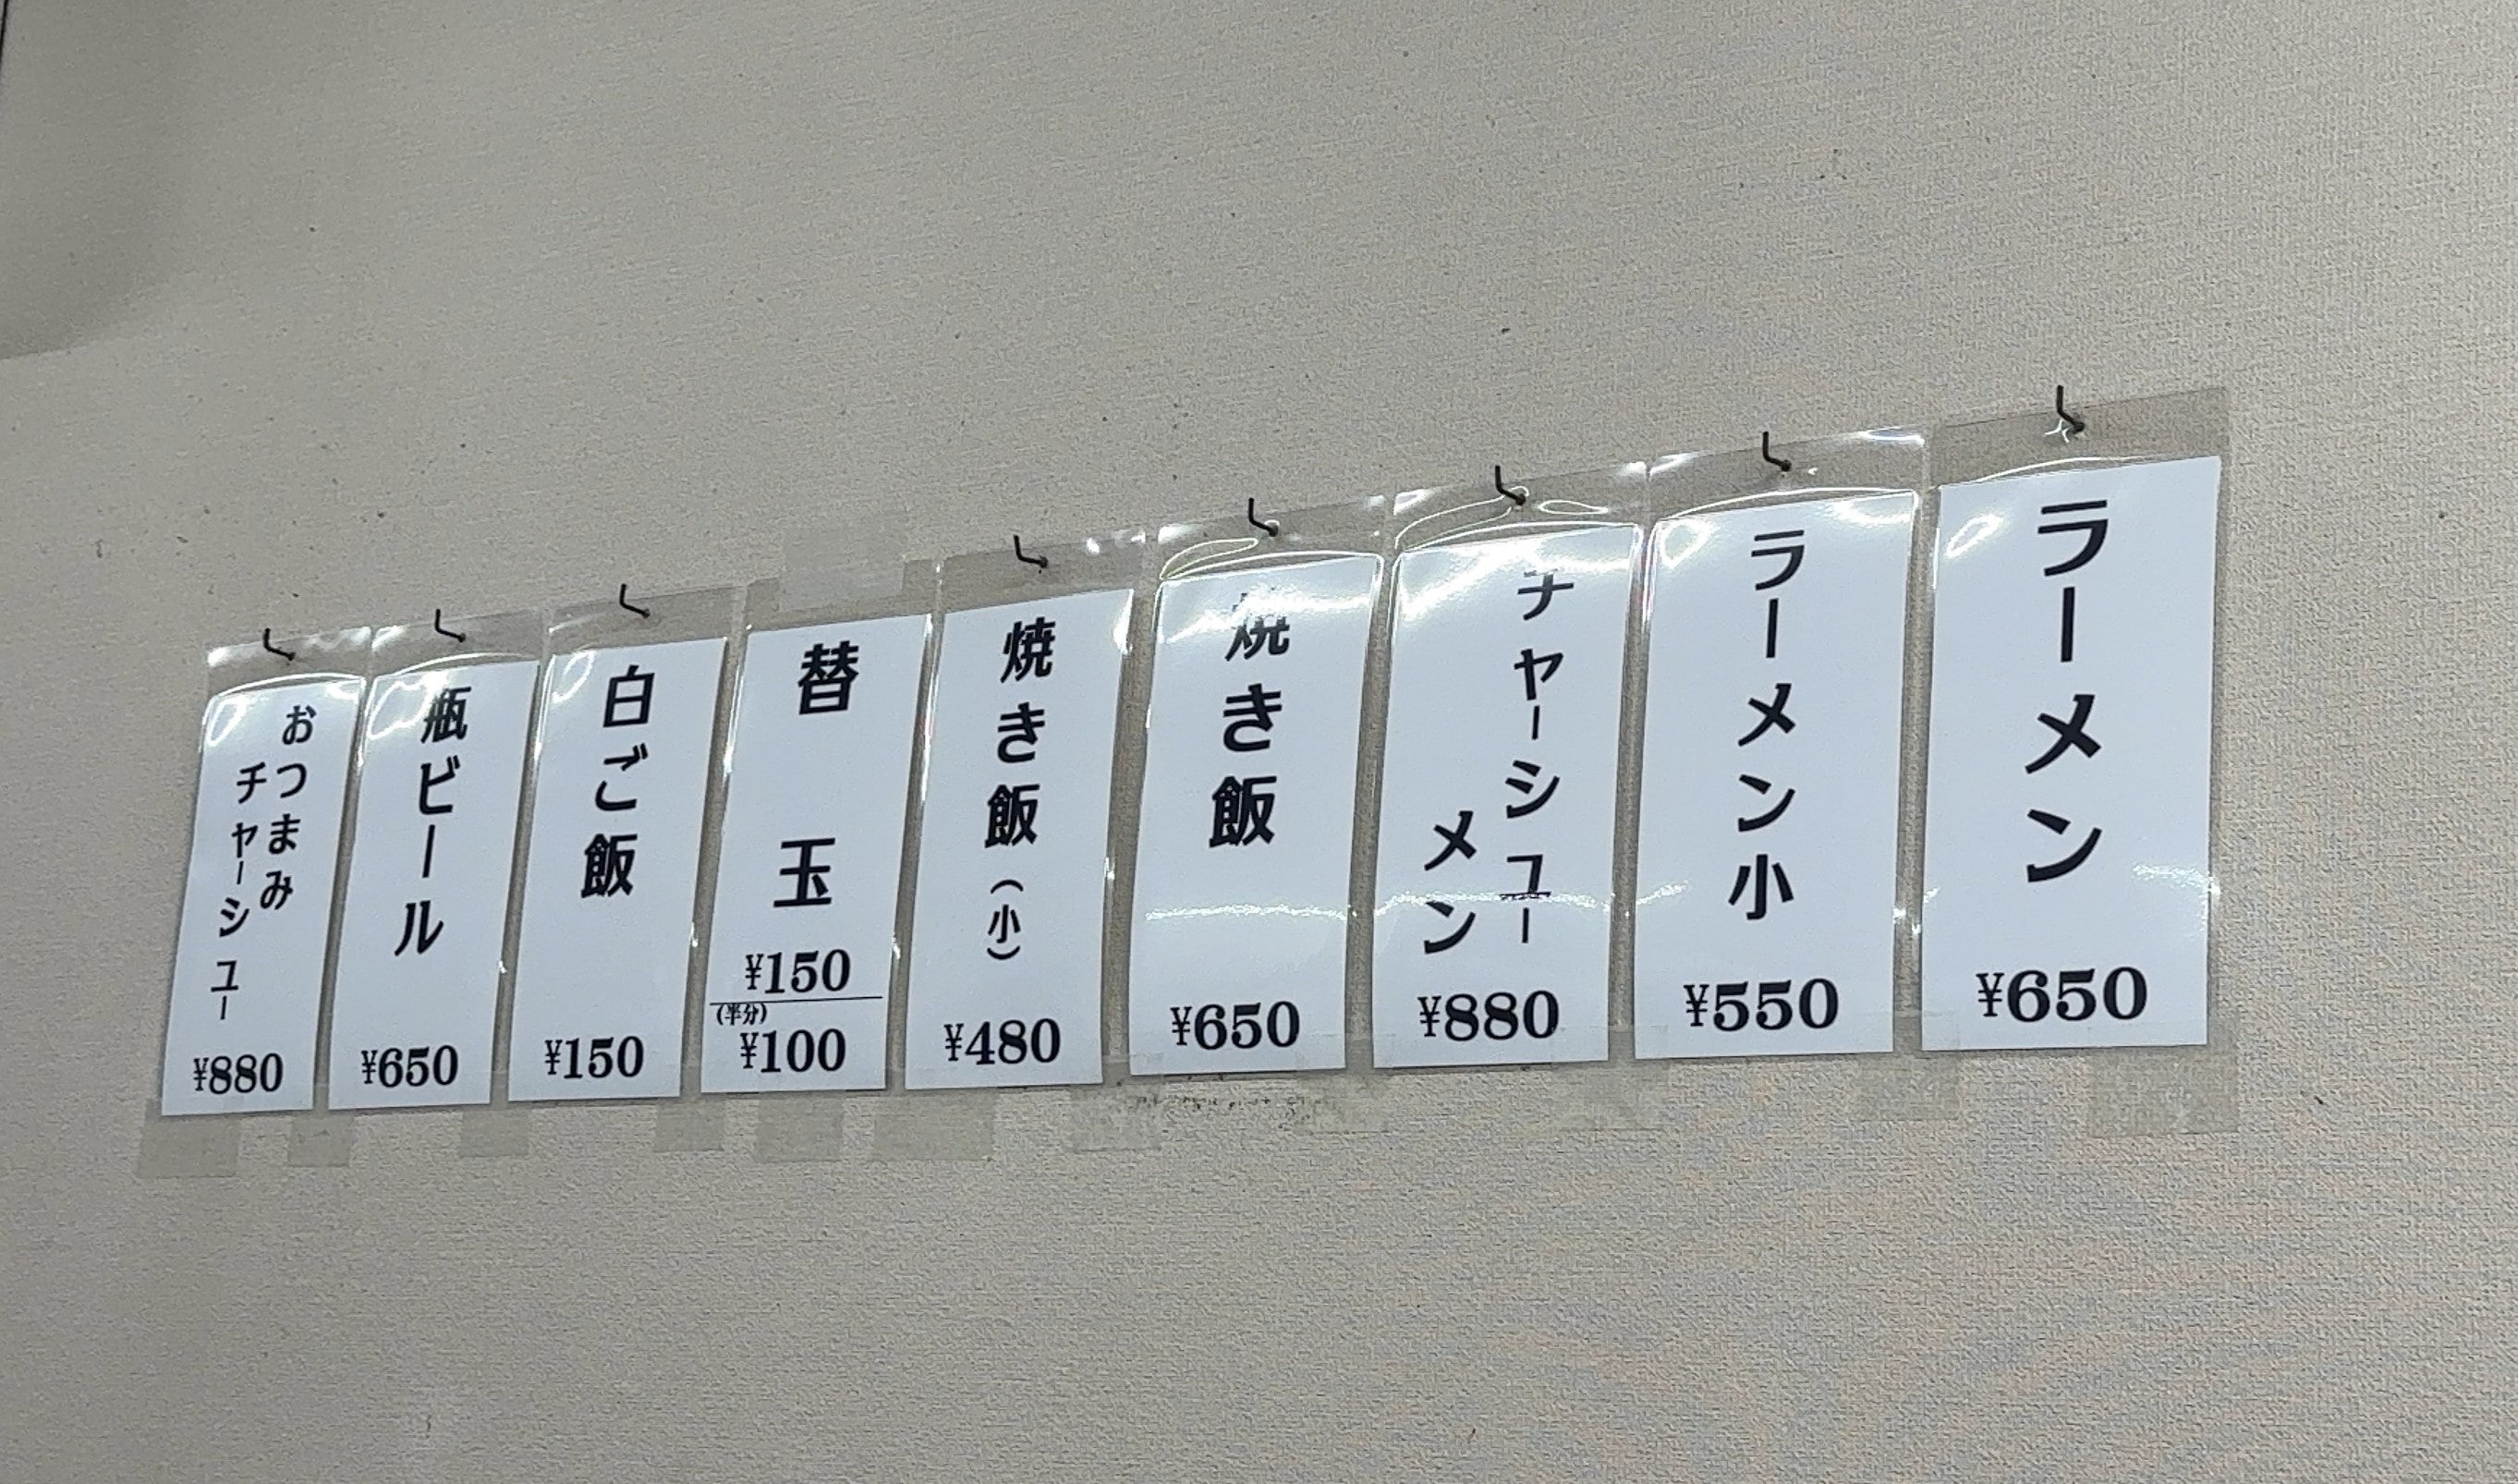 ラーメン
¥650
ラーメン小
¥550
チャーシュー
メン
¥880
焼き飯
¥650
焼き飯(小)
¥480
替玉
¥150
(半分)
¥100
白ご飯
¥150
瓶ビール
¥650
おつまみ
チャーシュー
¥880